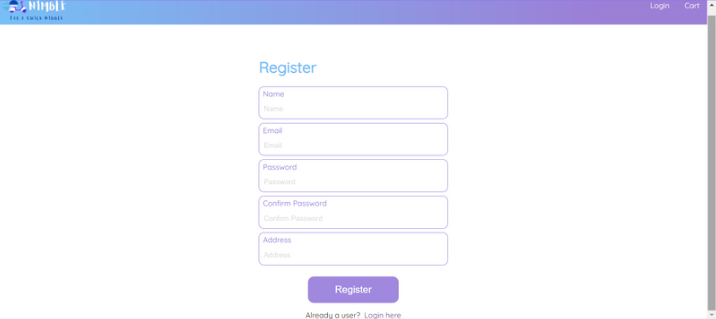 NIMBLE
Login
Cart
Register
Name
Name
Email
Email
Password
Password
Confirm Password
Confirm Password
Address
Address
Register
Already a user? Login here